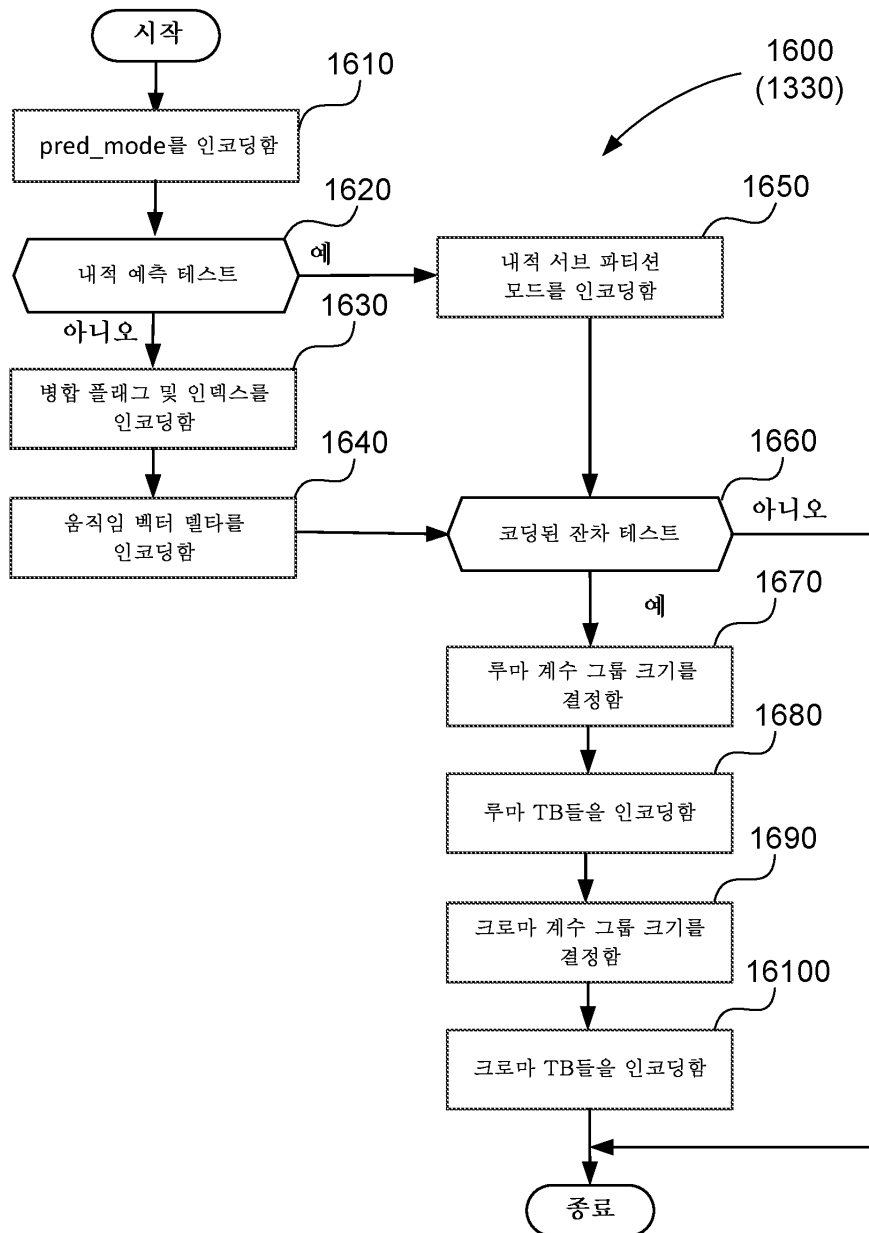 시작
1600
(1330)
1610
pred_mode를 인코딩함
1620
내적 예측 테스트
예
아니오
1650
내적 서브 파티션
모드를 인코딩함
1630
병합 플래그 및 인덱스를
인코딩함
1640
움직임 벡터 델타를
인코딩함
1660
코딩된 잔차 테스트
아니오
예
1670
루마 계수 그룹 크기를
결정함
1680
루마 TB들을 인코딩함
1690
크로마 계수 그룹 크기를
결정함
16100
크로마 TB들을 인코딩함
종료